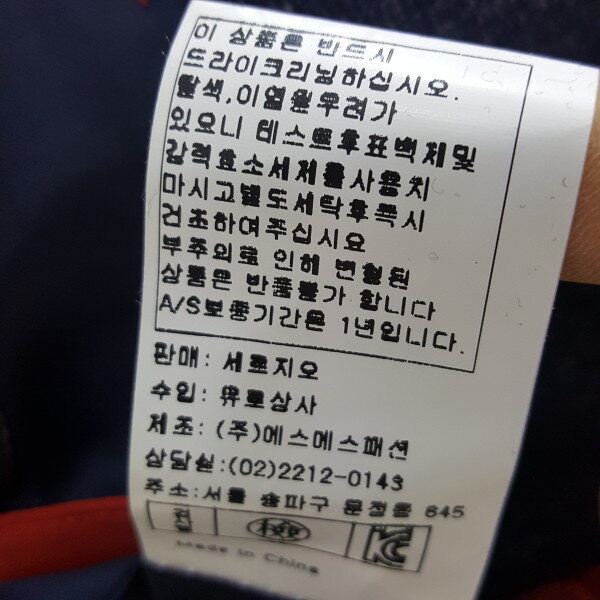 이 상품은 반드시
드라이크리닝하십시오.
탈색,이염원우려가
있으니 테스트후표백제및
감력효소세제를사용치
마시고별도세탁후즉시
건조하여주십시요
부주의로 인해 변형된
상품은 반품불가 합니다
A/S보증기간은 1년입니다.
판매: 세르지오
수입: 유로상사
제조: (주)에스에스패션
상담실:(02)2212-0143
주소:서울 송파구 문정동 645
KC
Made in China